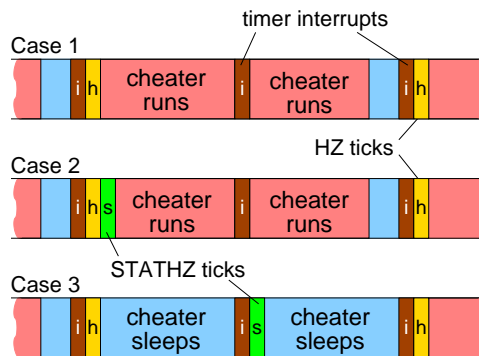 timer interrupts
Case 1
i h cheater runs i cheater runs i h
HZ ticks
Case 2
i h s cheater runs i cheater runs i h
STATHZ ticks
Case 3
i h cheater sleeps i s cheater sleeps i h